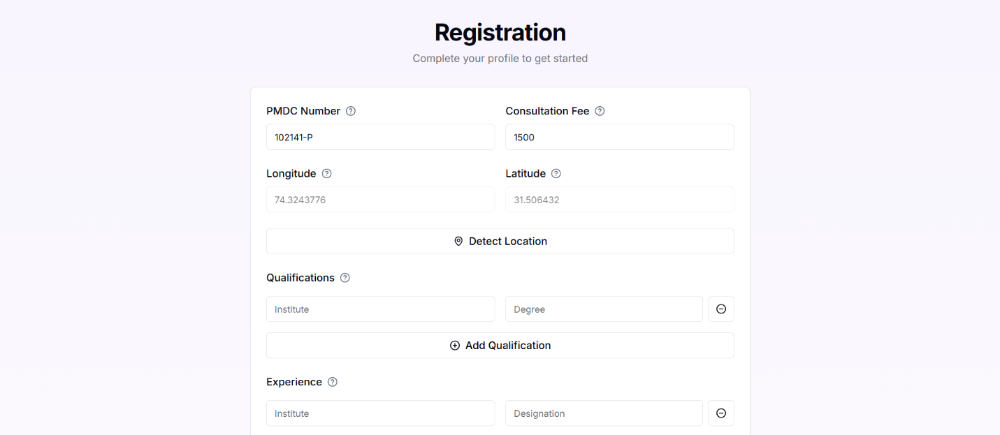 Registration
Complete your profile to get started
PMDC Number
Consultation Fee
102141-P
1500
Longitude
Latitude
74.3243776
31.506432
Detect Location
Qualifications
Institute
Degree
Add Qualification
Experience
Institute
Designation